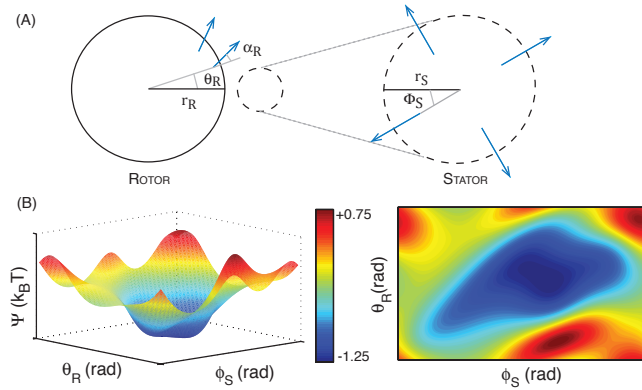 (A)
α_R
θ_R
r_R
r_S
Φ_S
ROTOR
STATOR
(B)
+0.75
-1.25
Ψ (k_BT)
θ_R (rad)
ϕ_S (rad)
θ_R(rad)
ϕ_S (rad)